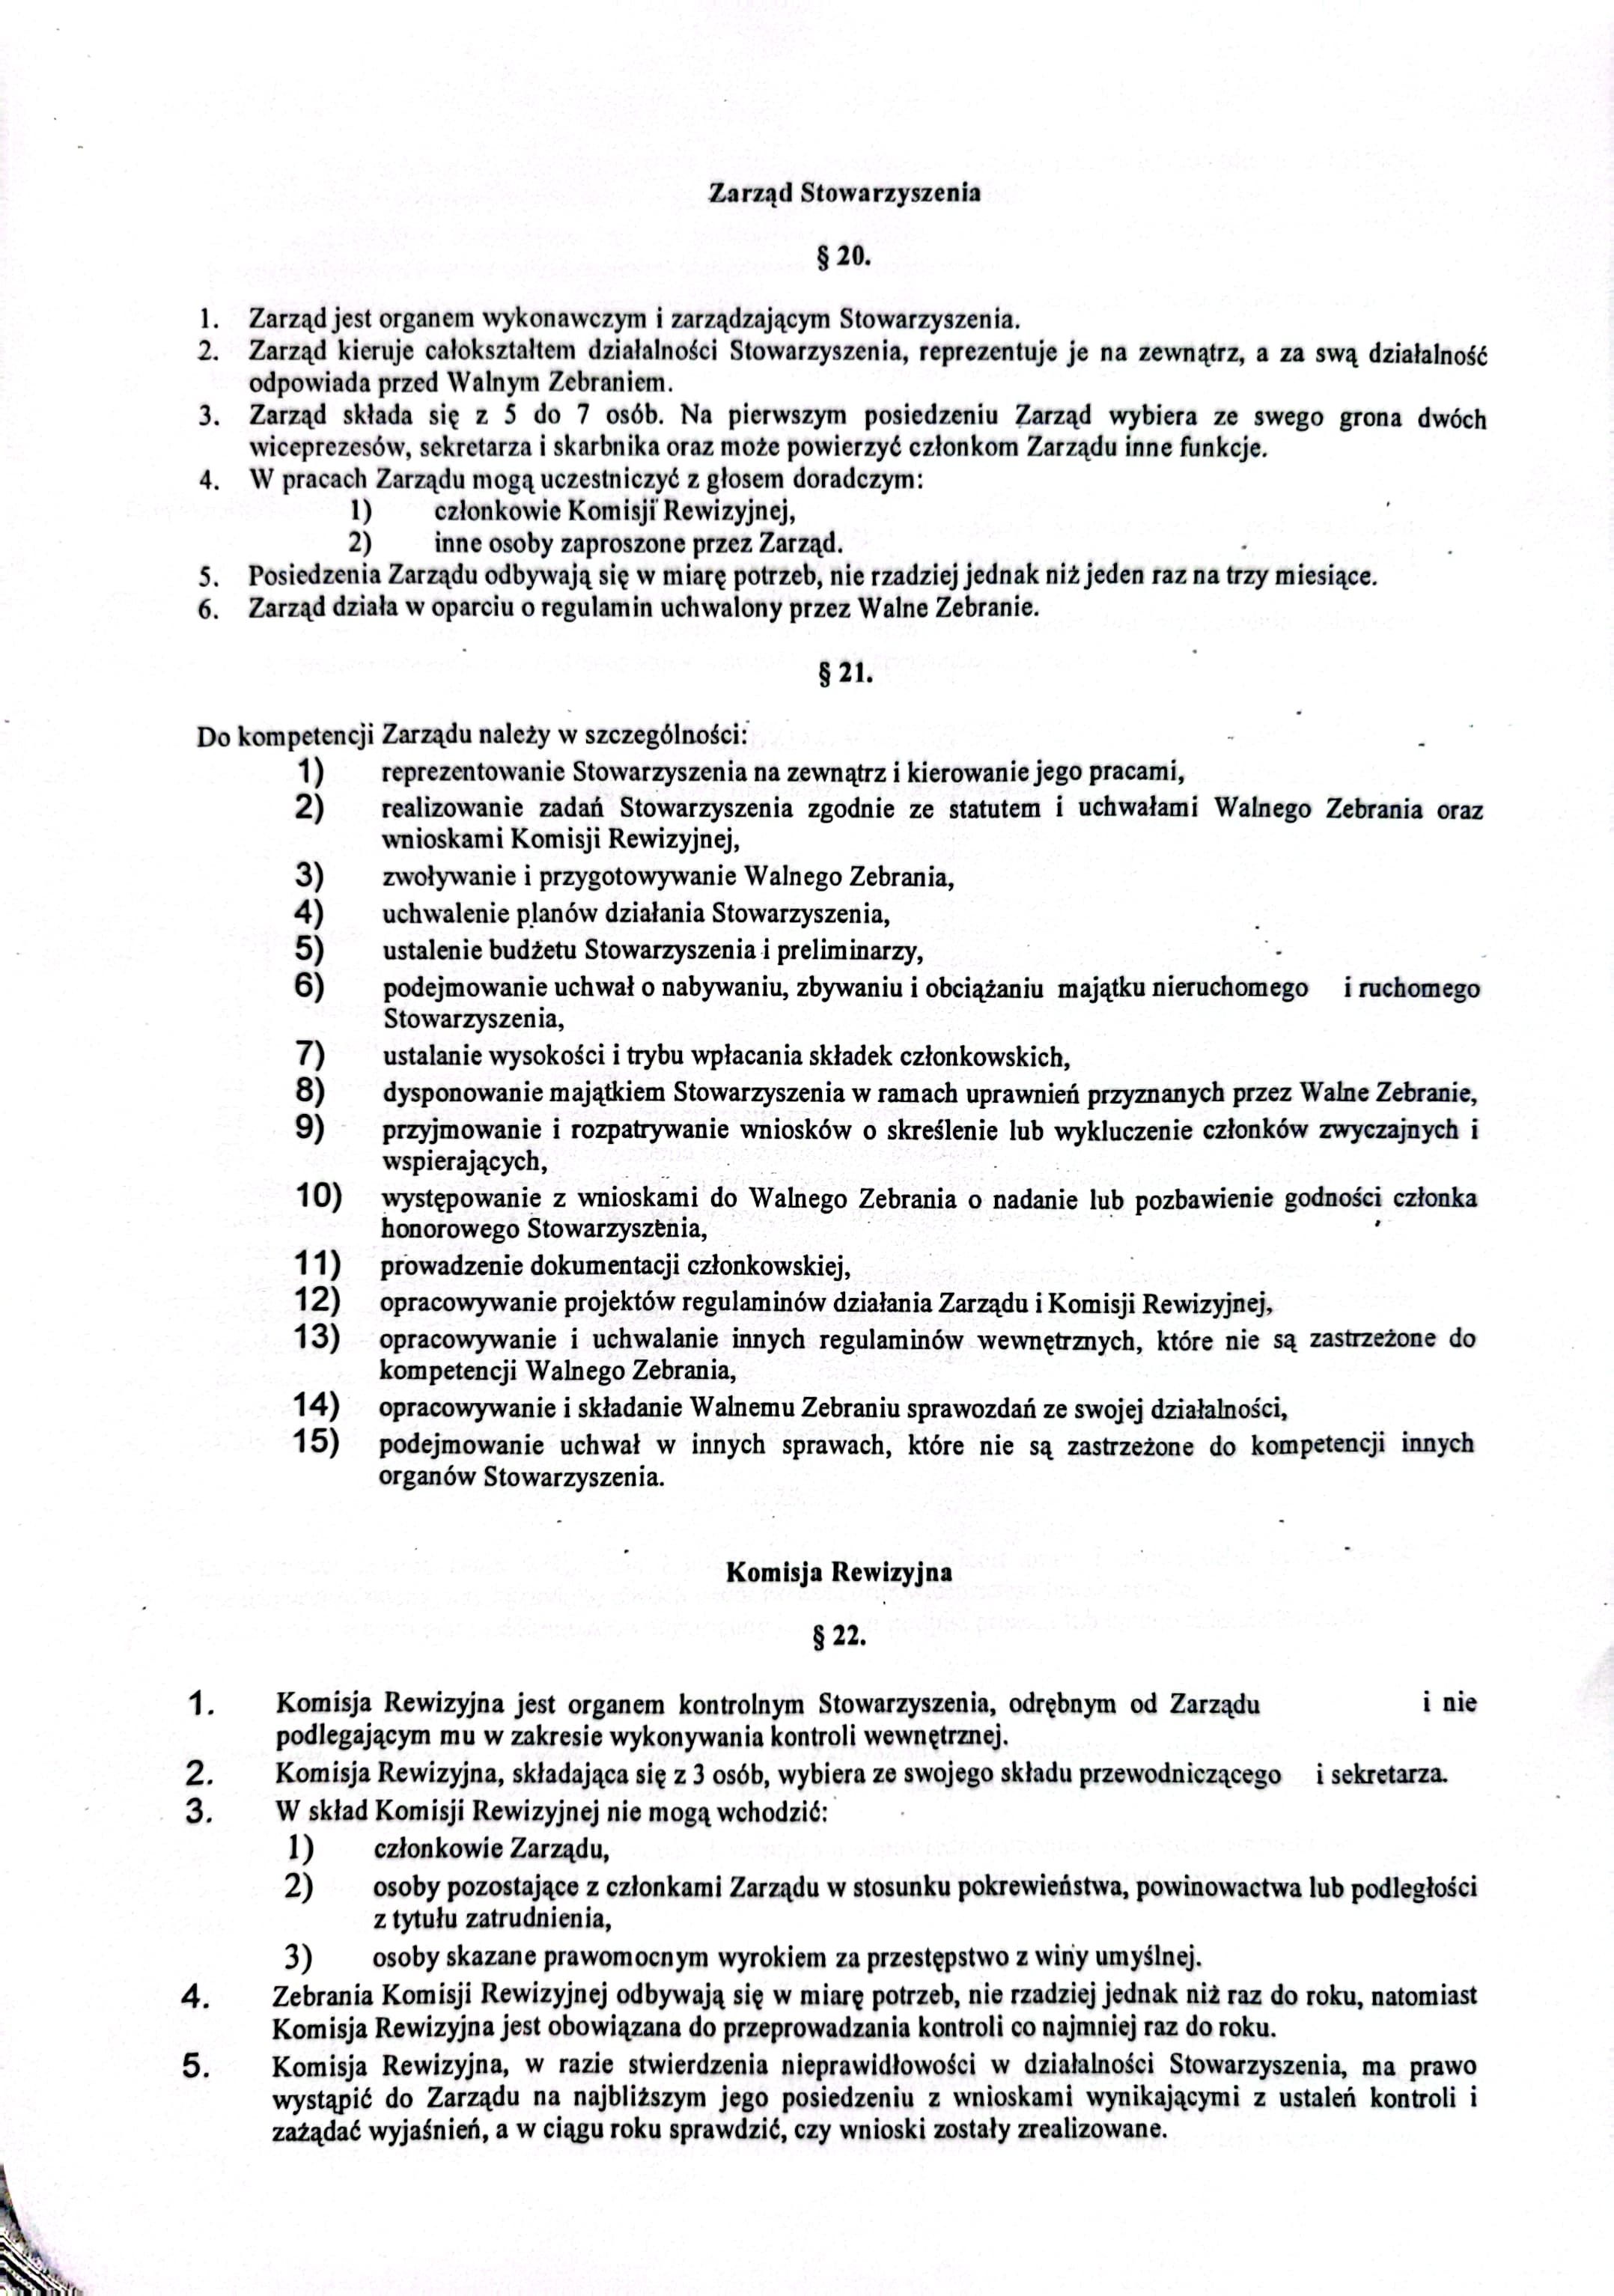 Zarząd Stowarzyszenia
§ 20.
1. Zarząd jest organem wykonawczym i zarządzającym Stowarzyszenia.
2. Zarząd kieruje całokształtem działalności Stowarzyszenia, reprezentuje je na zewnątrz, a za swą działalność
odpowiada przed Walnym Zebraniem.
3. Zarząd składa się z 5 do 7 osób. Na pierwszym posiedzeniu Zarząd wybiera ze swego grona dwóch
wiceprezesów, sekretarza i skarbnika oraz może powierzyć członkom Zarządu inne funkcje.
4. W pracach Zarządu mogą uczestniczyć z głosem doradczym:
1) członkowie Komisji Rewizyjnej,
2) inne osoby zaproszone przez Zarząd.
5. Posiedzenia Zarządu odbywają się w miarę potrzeb, nie rzadziej jednak niż jeden raz na trzy miesiące.
6. Zarząd działa w oparciu o regulamin uchwalony przez Walne Zebranie.
§ 21.
Do kompetencji Zarządu należy w szczególności:
1) reprezentowanie Stowarzyszenia na zewnątrz i kierowanie jego pracami,
2) realizowanie zadań Stowarzyszenia zgodnie ze statutem i uchwałami Walnego Zebrania oraz
wnioskami Komisji Rewizyjnej,
3) zwoływanie i przygotowywanie Walnego Zebrania,
4) uchwalenie planów działania Stowarzyszenia,
5) ustalenie budżetu Stowarzyszenia i preliminarzy,
6) podejmowanie uchwał o nabywaniu, zbywaniu i obciążaniu majątku nieruchomego i ruchomego
Stowarzyszenia,
7) ustalanie wysokości i trybu wpłacania składek członkowskich,
8) dysponowanie majątkiem Stowarzyszenia w ramach uprawnień przyznanych przez Walne Zebranie,
9) przyjmowanie i rozpatrywanie wniosków o skreślenie lub wykluczenie członków zwyczajnych i
wspierających,
10) występowanie z wnioskami do Walnego Zebrania o nadanie lub pozbawienie godności członka
honorowego Stowarzyszenia,
11) prowadzenie dokumentacji członkowskiej,
12) opracowywanie projektów regulaminów działania Zarządu i Komisji Rewizyjnej,
13) opracowywanie i uchwalanie innych regulaminów wewnętrznych, które nie są zastrzeżone do
kompetencji Walnego Zebrania,
14) opracowywanie i składanie Walnemu Zebraniu sprawozdań ze swojej działalności,
15) podejmowanie uchwał w innych sprawach, które nie są zastrzeżone do kompetencji innych
organów Stowarzyszenia.
Komisja Rewizyjna
§ 22.
1. Komisja Rewizyjna jest organem kontrolnym Stowarzyszenia, odrębnym od Zarządu i nie
podlegającym mu w zakresie wykonywania kontroli wewnętrznej.
2. Komisja Rewizyjna, składająca się z 3 osób, wybiera ze swojego składu przewodniczącego i sekretarza.
3. W skład Komisji Rewizyjnej nie mogą wchodzić:
1) członkowie Zarządu,
2) osoby pozostające z członkami Zarządu w stosunku pokrewieństwa, powinowactwa lub podległości
z tytułu zatrudnienia,
3) osoby skazane prawomocnym wyrokiem za przestępstwo z winy umyślnej.
4. Zebrania Komisji Rewizyjnej odbywają się w miarę potrzeb, nie rzadziej jednak niż raz do roku, natomiast
Komisja Rewizyjna jest obowiązana do przeprowadzania kontroli co najmniej raz do roku.
5. Komisja Rewizyjna, w razie stwierdzenia nieprawidłowości w działalności Stowarzyszenia, ma prawo
wystąpić do Zarządu na najbliższym jego posiedzeniu z wnioskami wynikającymi z ustaleń kontroli i
zażądać wyjaśnień, a w ciągu roku sprawdzić, czy wnioski zostały zrealizowane.